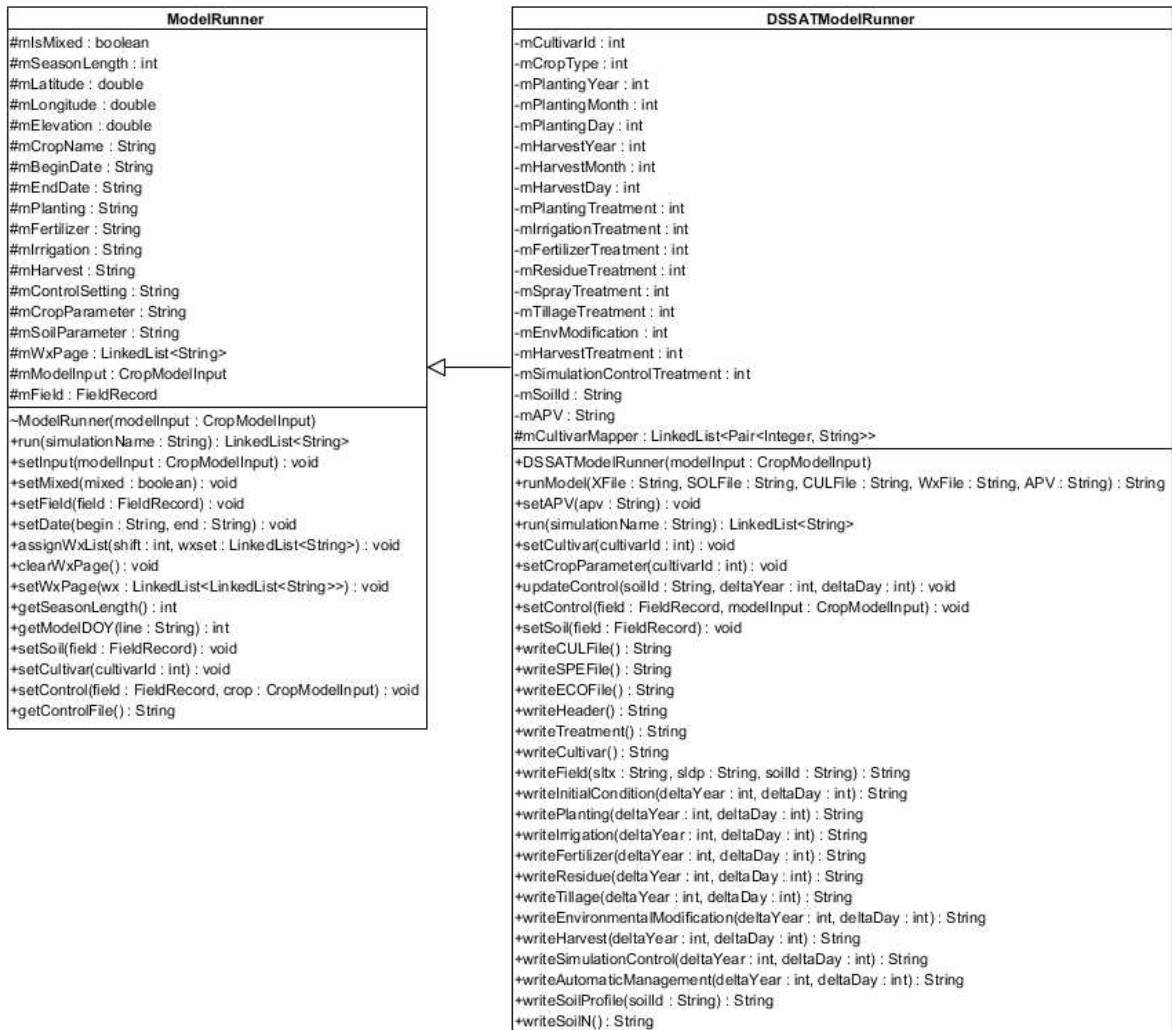 ModelRunner
#mIsMixed : boolean
#mSeasonLength : int
#mLatitude : double
#mLongitude : double
#mElevation : double
#mCropName : String
#mBeginDate : String
#mEndDate : String
#mPlanting : String
#mFertilizer : String
#mIrrigation : String
#mHarvest : String
#mControlSetting : String
#mCropParameter : String
#mSoilParameter : String
#mWxPage : LinkedList<String>
#mModelInput : CropModelInput
#mField : FieldRecord
~ModelRunner(modelInput : CropModelInput)
+run(simulationName : String) : LinkedList<String>
+setInput(modelInput : CropModelInput) : void
+setMixed(mixed : boolean) : void
+setField(field : FieldRecord) : void
+setDate(begin : String, end : String) : void
+assignWxList(shift : int, wxset : LinkedList<String>) : void
+clearWxPage() : void
+setWxPage(wx : LinkedList<LinkedList<String>>) : void
+getSeasonLength() : int
+getModelDOY(line : String) : int
+setSoil(field : FieldRecord) : void
+setCultivar(cultivarId : int) : void
+setControl(field : FieldRecord, crop : CropModelInput) : void
+getControlFile() : String
DSSATModelRunner
-mCultivarId : int
-mCropType : int
-mPlantingYear : int
-mPlantingMonth : int
-mPlantingDay : int
-mHarvestYear : int
-mHarvestMonth : int
-mHarvestDay : int
-mPlantingTreatment : int
-mIrrigationTreatment : int
-mFertilizerTreatment : int
-mResidueTreatment : int
-mSprayTreatment : int
-mTillageTreatment : int
-mEnvModification : int
-mHarvestTreatment : int
-mSimulationControlTreatment : int
-mSoilId : String
-mAPV : String
#mCultivarMapper : LinkedList<Pair<Integer, String>>
+DSSATModelRunner(modelInput : CropModelInput)
+runModel(XFile : String, SOLFile : String, CULFile : String, WxFile : String, APV : String) : String
+setAPV(apv : String) : void
+run(simulationName : String) : LinkedList<String>
+setCultivar(cultivarId : int) : void
+setCropParameter(cultivarId : int) : void
+updateControl(soilId : String, deltaYear : int, deltaDay : int) : void
+setControl(field : FieldRecord, modelInput : CropModelInput) : void
+setSoil(field : FieldRecord) : void
+writeCULFile() : String
+writeSPEFile() : String
+writeECOFile() : String
+writeHeader() : String
+writeTreatment() : String
+writeCultivar() : String
+writeField(sltx : String, sldp : String, soilId : String) : String
+writeInitialCondition(deltaYear : int, deltaDay : int) : String
+writePlanting(deltaYear : int, deltaDay : int) : String
+writeIrrigation(deltaYear : int, deltaDay : int) : String
+writeFertilizer(deltaYear : int, deltaDay : int) : String
+writeResidue(deltaYear : int, deltaDay : int) : String
+writeTillage(deltaYear : int, deltaDay : int) : String
+writeEnvironmentalModification(deltaYear : int, deltaDay : int) : String
+writeHarvest(deltaYear : int, deltaDay : int) : String
+writeSimulationControl(deltaYear : int, deltaDay : int) : String
+writeAutomaticManagement(deltaYear : int, deltaDay : int) : String
+writeSoilProfile(soilId : String) : String
+writeSoilN() : String